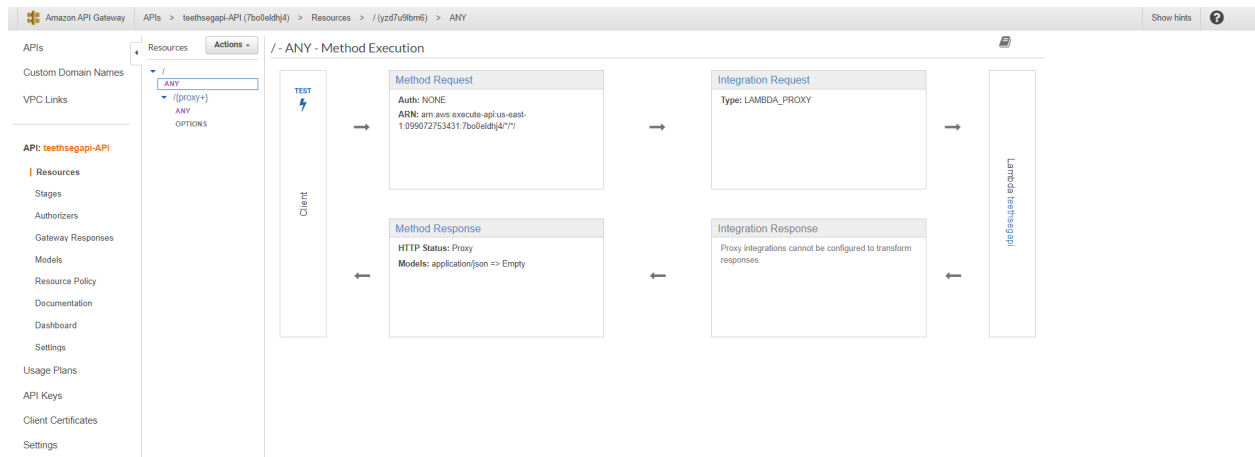 Amazon API Gateway
APIs > teethsegapi-API (7bo0eldhj4) > Resources > / (yzd7u9lbm6) > ANY
Show hints
?
APIs
Custom Domain Names
VPC Links
API: teethsegapi-API
Resources
Stages
Authorizers
Gateway Responses
Models
Resource Policy
Documentation
Dashboard
Settings
Usage Plans
API Keys
Client Certificates
Settings
Resources
Actions
/
ANY
/{proxy+}
ANY
OPTIONS
/ - ANY - Method Execution
TEST
Client
Method Request
Auth: NONE
ARN: arn:aws:execute-api:us-east-
1:099072753431:7bo0eldhj4/*/*/
Integration Request
Type: LAMBDA_PROXY
Lambda teethsegapi
Method Response
HTTP Status: Proxy
Models: application/json => Empty
Integration Response
Proxy integrations cannot be configured to transform
responses.